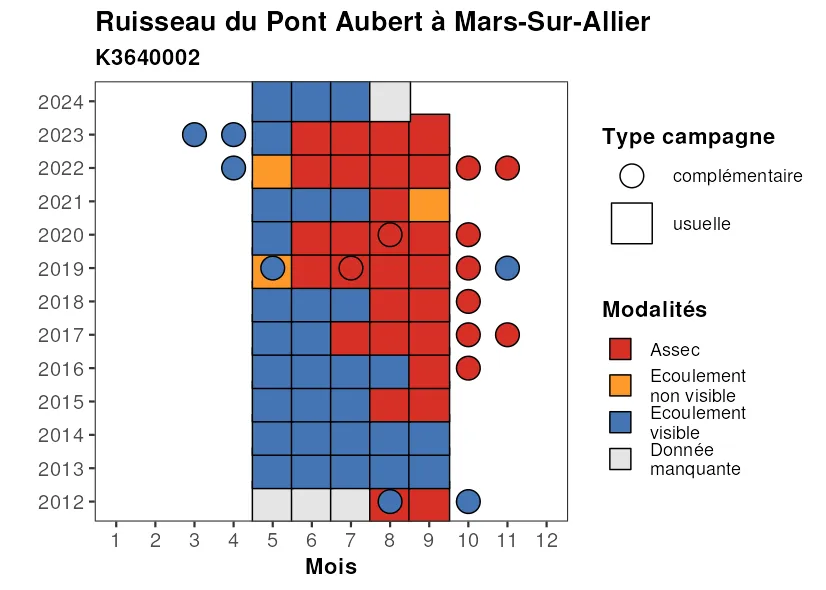 Ruisseau du Pont Aubert à Mars-Sur-Allier
K3640002
2024
2023
2022
2021
2020
2019
2018
2017
2016
2015
2014
2013
2012
1 2 3 4 5 6 7 8 9 10 11 12
Mois
Type campagne
complémentaire
usuelle
Modalités
Assec
Ecoulement
non visible
Ecoulement
visible
Donnée
manquante